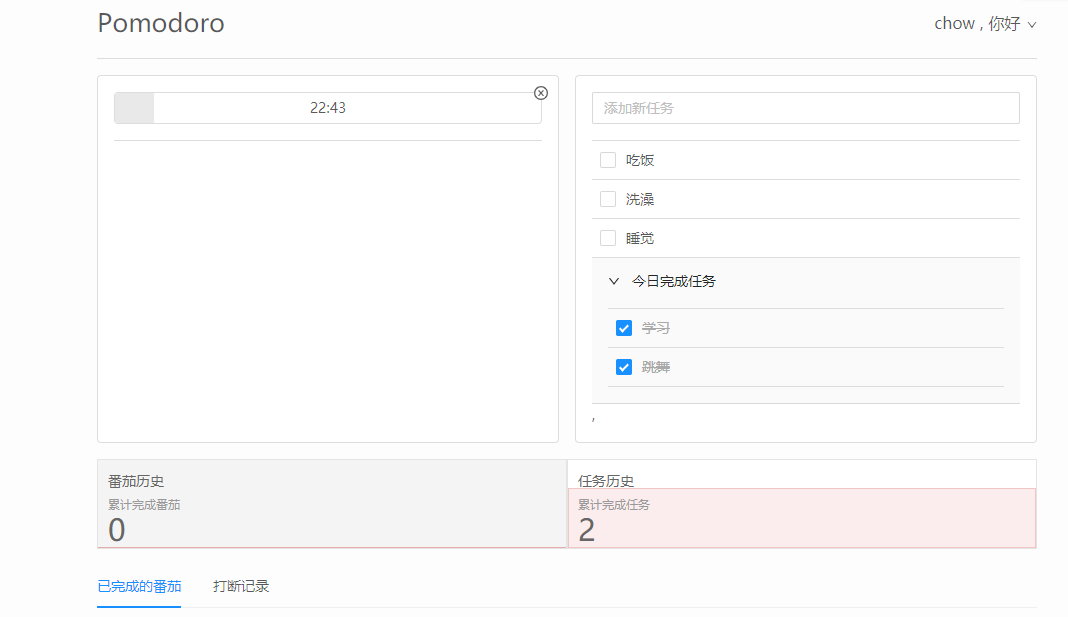 Pomodoro
chow , 你好
22:43
添加新任务
吃饭
洗澡
睡觉
今日完成任务
学习
跳舞
,
番茄历史
累计完成番茄
0
任务历史
累计完成任务
2
已完成的番茄
打断记录